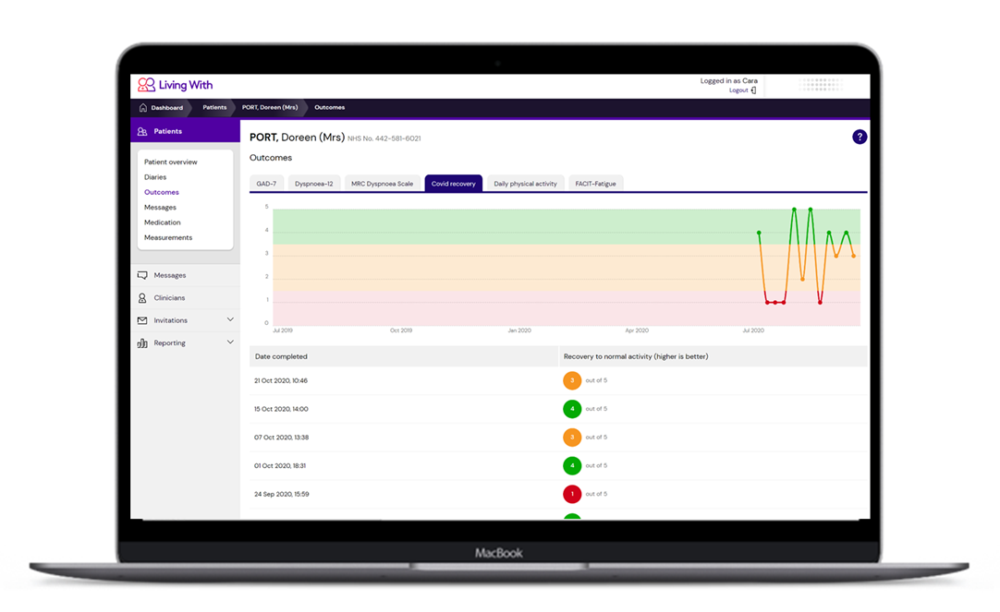 Living With
Logged in as Cara
Logout
Dashboard
Patients
PORT, Doreen (Mrs)
Outcomes
Patients
PORT, Doreen (Mrs) NHS No. 442-581-6021
?
Patient overview
Diaries
Outcomes
Messages
Medication
Measurements
Messages
Clinicians
Invitations
Reporting
Outcomes
GAD-7
Dyspnoea-12
MRC Dyspnoea Scale
Covid recovery
Daily physical activity
FACIT-Fatigue
5
4
3
2
1
0
Jul 2019
Oct 2019
Jan 2020
Apr 2020
Jul 2020
Date completed
Recovery to normal activity (higher is better)
21 Oct 2020, 10:46
3 out of 5
15 Oct 2020, 14:00
4 out of 5
07 Oct 2020, 13:38
3 out of 5
01 Oct 2020, 18:31
4 out of 5
24 Sep 2020, 15:59
1 out of 5
MacBook